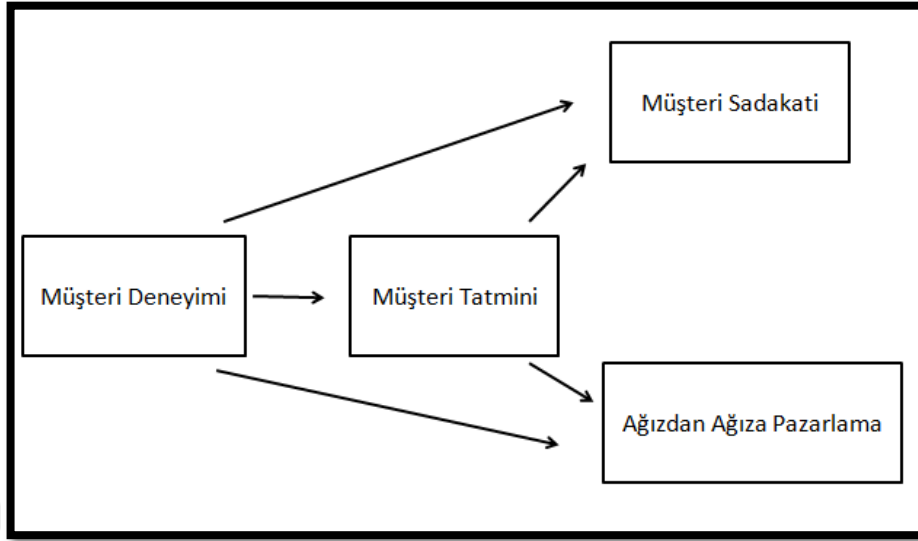 Müşteri Sadakati
Müşteri Deneyimi
Müşteri Tatmini
Ağızdan Ağıza Pazarlama